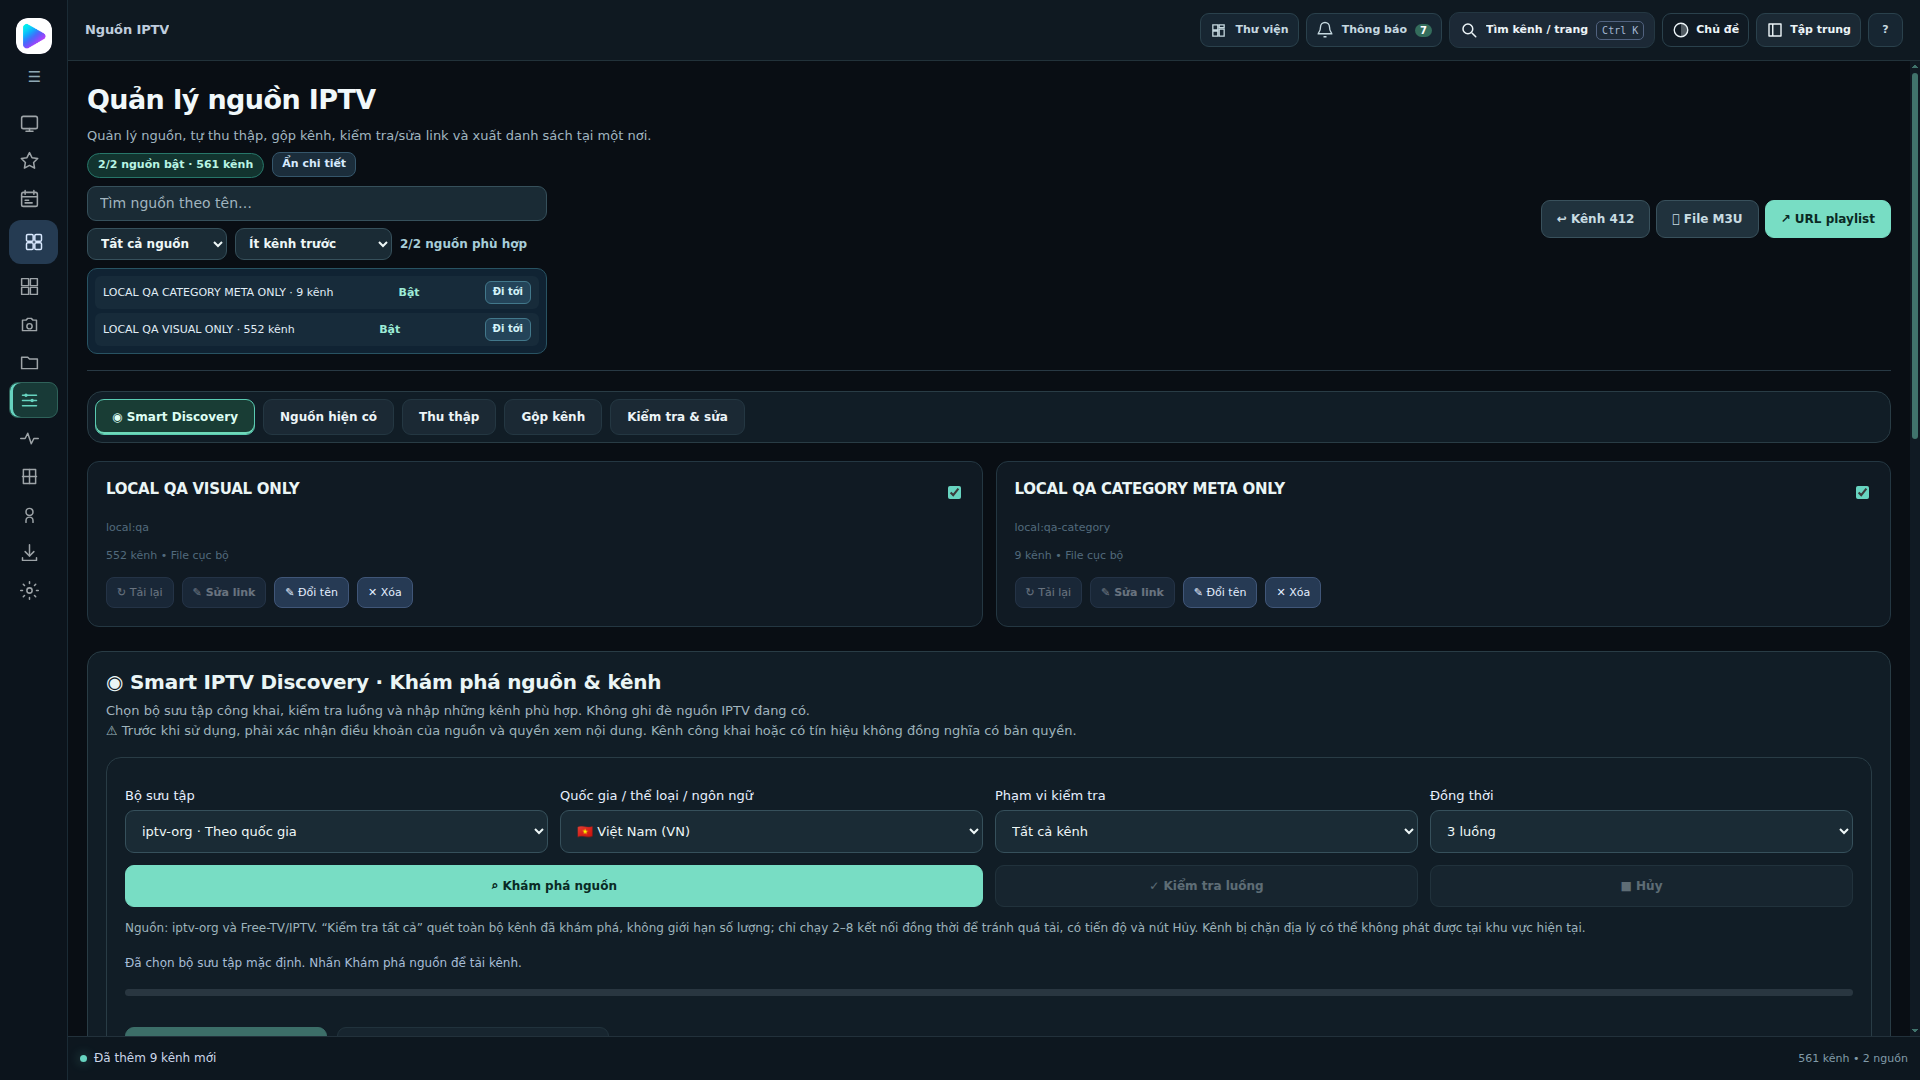 Nguồn IPTV
Thư viện
Thông báo 7
Tìm kênh / trang Ctrl K
Chủ đề
Tập trung
?
Quản lý nguồn IPTV
Quản lý nguồn, tự thu thập, gộp kênh, kiểm tra/sửa link và xuất danh sách tại một nơi.
2/2 nguồn bật · 561 kênh
Ẩn chi tiết
Tìm nguồn theo tên…
Tất cả nguồn
Ít kênh trước
2/2 nguồn phù hợp
↩ Kênh 412
File M3U
↗ URL playlist
LOCAL QA CATEGORY META ONLY · 9 kênh Bật Đi tới
LOCAL QA VISUAL ONLY · 552 kênh Bật Đi tới
◉ Smart Discovery
Nguồn hiện có
Thu thập
Gộp kênh
Kiểm tra & sửa
LOCAL QA VISUAL ONLY
local:qa
552 kênh • File cục bộ
↻ Tải lại
✎ Sửa link
✎ Đổi tên
✕ Xóa
LOCAL QA CATEGORY META ONLY
local:qa-category
9 kênh • File cục bộ
↻ Tải lại
✎ Sửa link
✎ Đổi tên
✕ Xóa
◉ Smart IPTV Discovery · Khám phá nguồn & kênh
Chọn bộ sưu tập công khai, kiểm tra luồng và nhập những kênh phù hợp. Không ghi đè nguồn IPTV đang có.
⚠ Trước khi sử dụng, phải xác nhận điều khoản của nguồn và quyền xem nội dung. Kênh công khai hoặc có tín hiệu không đồng nghĩa có bản quyền.
Bộ sưu tập
iptv-org · Theo quốc gia
Quốc gia / thể loại / ngôn ngữ
🇻🇳 Việt Nam (VN)
Phạm vi kiểm tra
Tất cả kênh
Đồng thời
3 luồng
⌕ Khám phá nguồn
✓ Kiểm tra luồng
■ Hủy
Nguồn: iptv-org và Free-TV/IPTV. “Kiểm tra tất cả” quét toàn bộ kênh đã khám phá, không giới hạn số lượng; chỉ chạy 2–8 kết nối đồng thời để tránh quá tải, có tiến độ và nút Hủy. Kênh bị chặn địa lý có thể không phát được tại khu vực hiện tại.
Đã chọn bộ sưu tập mặc định. Nhấn Khám phá nguồn để tải kênh.
Đã thêm 9 kênh mới
561 kênh • 2 nguồn